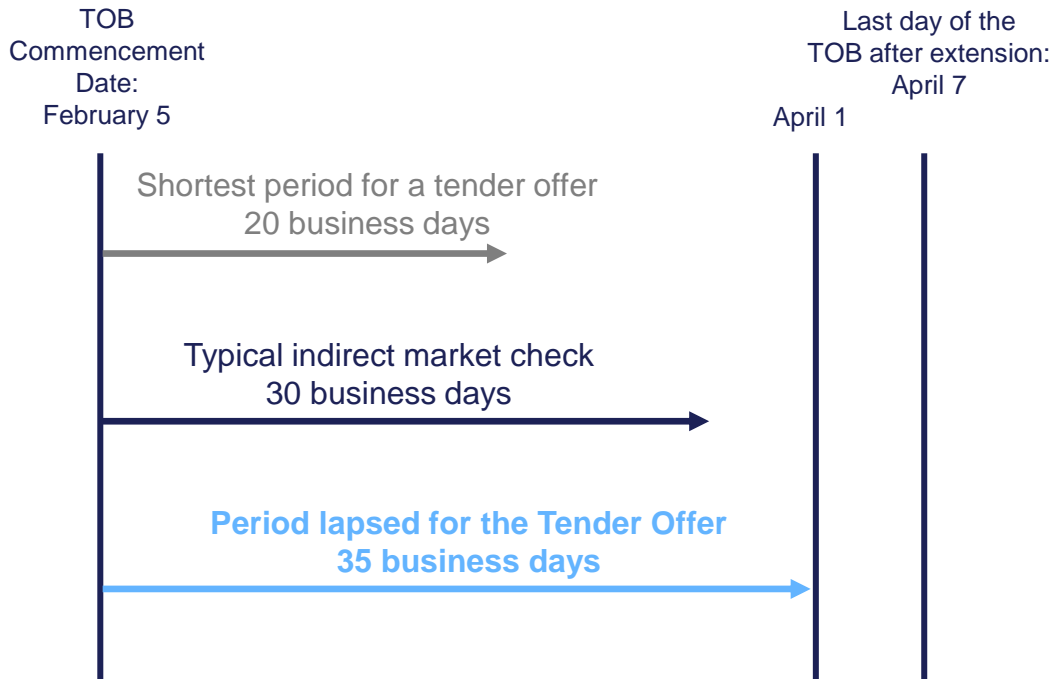 TOB
Commencement
Date:
February 5
Last day of the
TOB after extension:
April 7
April 1
Shortest period for a tender offer
20 business days
Typical indirect market check
30 business days
Period lapsed for the Tender Offer
35 business days